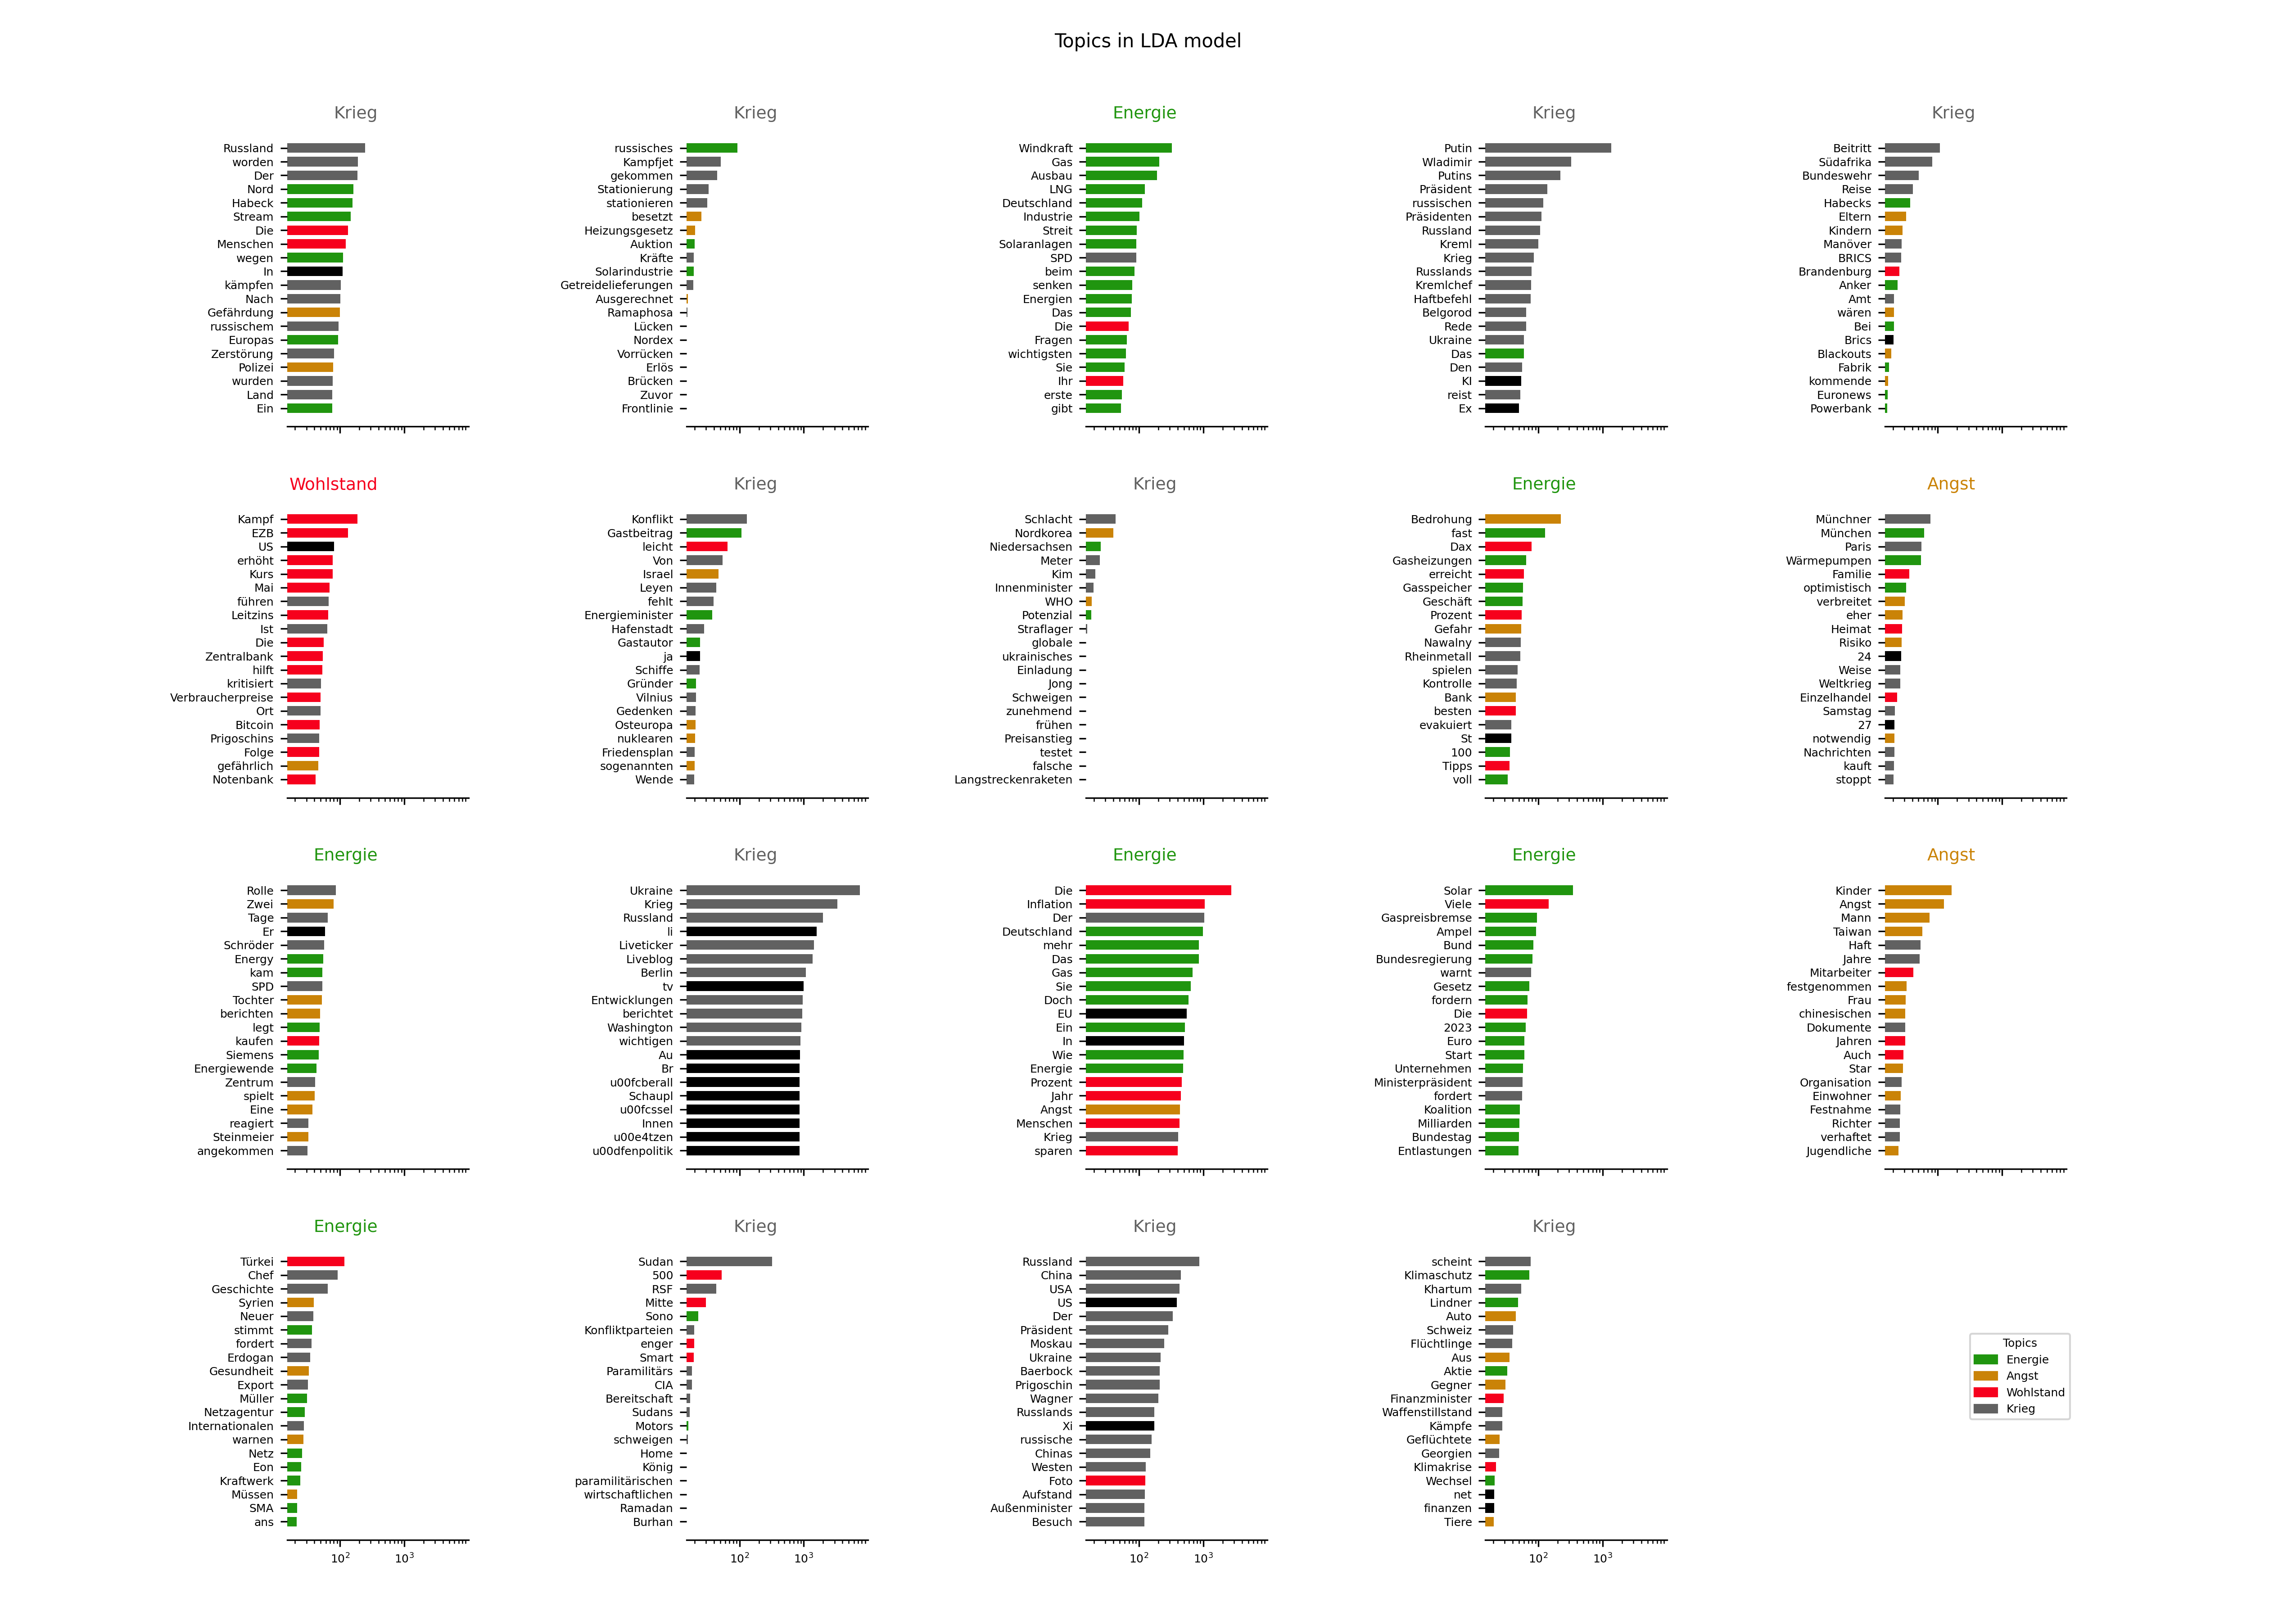 Topics in LDA model
Krieg
Russland
worden
Der
Nord
Habeck
Stream
Die
Menschen
wegen
In
kämpfen
Nach
Gefährdung
russischem
Europas
Zerstörung
Polizei
wurden
Land
Ein
Krieg
russisches
Kampfjet
gekommen
Stationierung
stationieren
besetzt
Heizungsgesetz
Auktion
Kräfte
Solarindustrie
Getreidelieferungen
Ausgerechnet
Ramaphosa
Lücken
Nordex
Vorrücken
Erlös
Brücken
Zuvor
Frontlinie
Energie
Windkraft
Gas
Ausbau
LNG
Deutschland
Industrie
Streit
Solaranlagen
SPD
beim
senken
Energien
Das
Die
Fragen
wichtigsten
Sie
Ihr
erste
gibt
Krieg
Putin
Wladimir
Putins
Präsident
russischen
Präsidenten
Russland
Kreml
Krieg
Russlands
Kremlchef
Haftbefehl
Belgorod
Rede
Ukraine
Das
Den
KI
reist
Ex
Krieg
Beitritt
Südafrika
Bundeswehr
Reise
Habecks
Eltern
Kindern
Manöver
BRICS
Brandenburg
Anker
Amt
wären
Bei
Brics
Blackouts
Fabrik
kommende
Euronews
Powerbank
Wohlstand
Kampf
EZB
US
erhöht
Kurs
Mai
führen
Leitzins
Ist
Die
Zentralbank
hilft
kritisiert
Verbraucherpreise
Ort
Bitcoin
Prigoschins
Folge
gefährlich
Notenbank
Krieg
Konflikt
Gastbeitrag
leicht
Von
Israel
Leyen
fehlt
Energieminister
Hafenstadt
Gastautor
ja
Schiffe
Gründer
Vilnius
Gedenken
Osteuropa
nuklearen
Friedensplan
sogenannten
Wende
Krieg
Schlacht
Nordkorea
Niedersachsen
Meter
Kim
Innenminister
WHO
Potenzial
Straflager
globale
ukrainisches
Einladung
Jong
Schweigen
zunehmend
frühen
Preisanstieg
testet
falsche
Langstreckenraketen
Energie
Bedrohung
fast
Dax
Gasheizungen
erreicht
Gasspeicher
Geschäft
Prozent
Gefahr
Nawalny
Rheinmetall
spielen
Kontrolle
Bank
besten
evakuiert
St
100
Tipps
voll
Angst
Münchner
München
Paris
Wärmepumpen
Familie
optimistisch
verbreitet
eher
Heimat
Risiko
24
Weise
Weltkrieg
Einzelhandel
Samstag
27
notwendig
Nachrichten
kauft
stoppt
Energie
Rolle
Zwei
Tage
Er
Schröder
Energy
kam
SPD
Tochter
berichten
legt
kaufen
Siemens
Energiewende
Zentrum
spielt
Eine
reagiert
Steinmeier
angekommen
Krieg
Ukraine
Krieg
Russland
li
Liveticker
Liveblog
Berlin
tv
Entwicklungen
berichtet
Washington
wichtigen
Au
Br
u00fcberall
Schaupl
u00fcssel
Innen
u00e4tzen
u00dfenpolitik
Energie
Die
Inflation
Der
Deutschland
mehr
Das
Gas
Sie
Doch
EU
Ein
In
Wie
Energie
Prozent
Jahr
Angst
Menschen
Krieg
sparen
Energie
Solar
Viele
Gaspreisbremse
Ampel
Bund
Bundesregierung
warnt
Gesetz
fordern
Die
2023
Euro
Start
Unternehmen
Ministerpräsident
fordert
Koalition
Milliarden
Bundestag
Entlastungen
Angst
Kinder
Angst
Mann
Taiwan
Haft
Jahre
Mitarbeiter
festgenommen
Frau
chinesischen
Dokumente
Jahren
Auch
Star
Organisation
Einwohner
Festnahme
Richter
verhaftet
Jugendliche
Energie
Türkei
Chef
Geschichte
Syrien
Neuer
stimmt
fordert
Erdogan
Gesundheit
Export
Müller
Netzagentur
Internationalen
warnen
Netz
Eon
Kraftwerk
Müssen
SMA
ans
10²
10³
Krieg
Sudan
500
RSF
Mitte
Sono
Konfliktparteien
enger
Smart
Paramilitärs
CIA
Bereitschaft
Sudans
Motors
schweigen
Home
König
paramilitärischen
wirtschaftlichen
Ramadan
Burhan
10²
10³
Krieg
Russland
China
USA
US
Der
Präsident
Moskau
Ukraine
Baerbock
Prigoschin
Wagner
Russlands
Xi
russische
Chinas
Westen
Foto
Aufstand
Außenminister
Besuch
10²
10³
Krieg
scheint
Klimaschutz
Khartum
Lindner
Auto
Schweiz
Flüchtlinge
Aus
Aktie
Gegner
Finanzminister
Waffenstillstand
Kämpfe
Geflüchtete
Georgien
Klimakrise
Wechsel
net
finanzen
Tiere
10²
10³
Topics
Energie
Angst
Wohlstand
Krieg